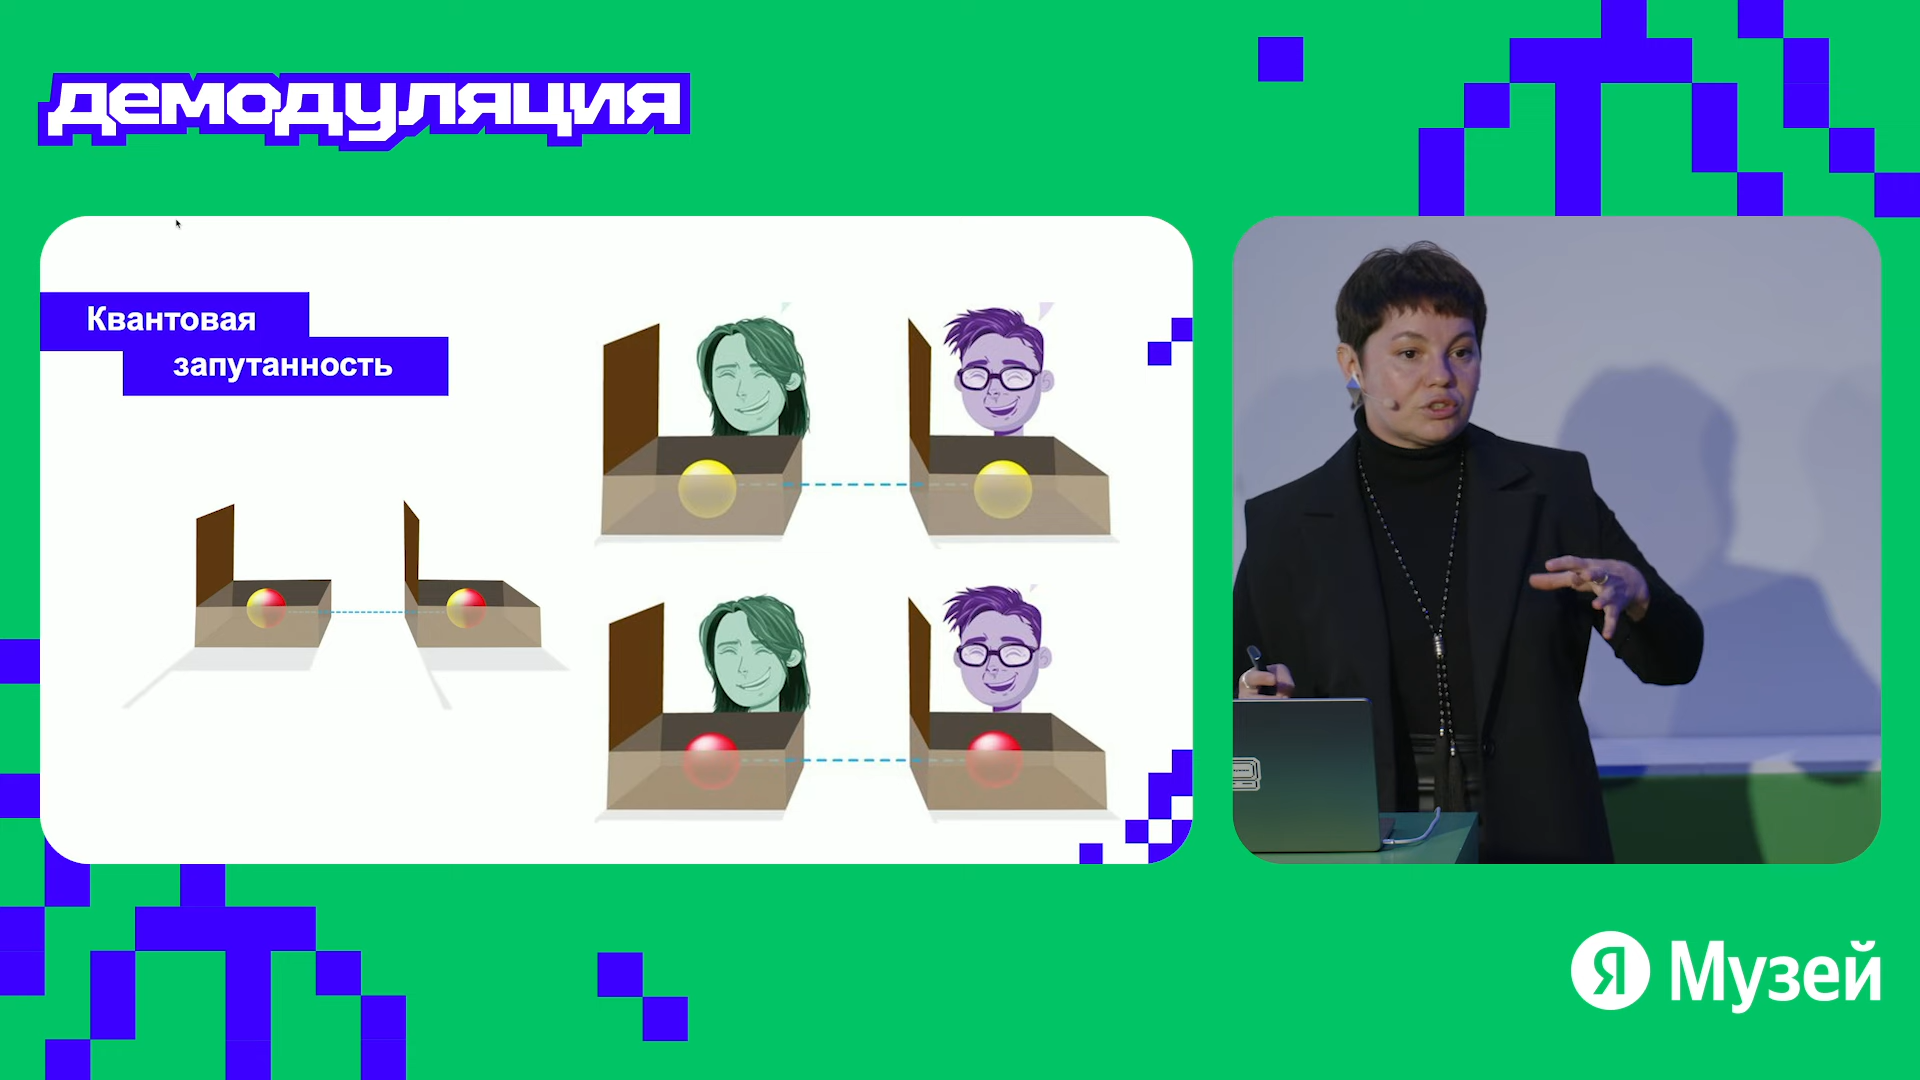 демодуляция
Квантовая
запутанность
Я Музей